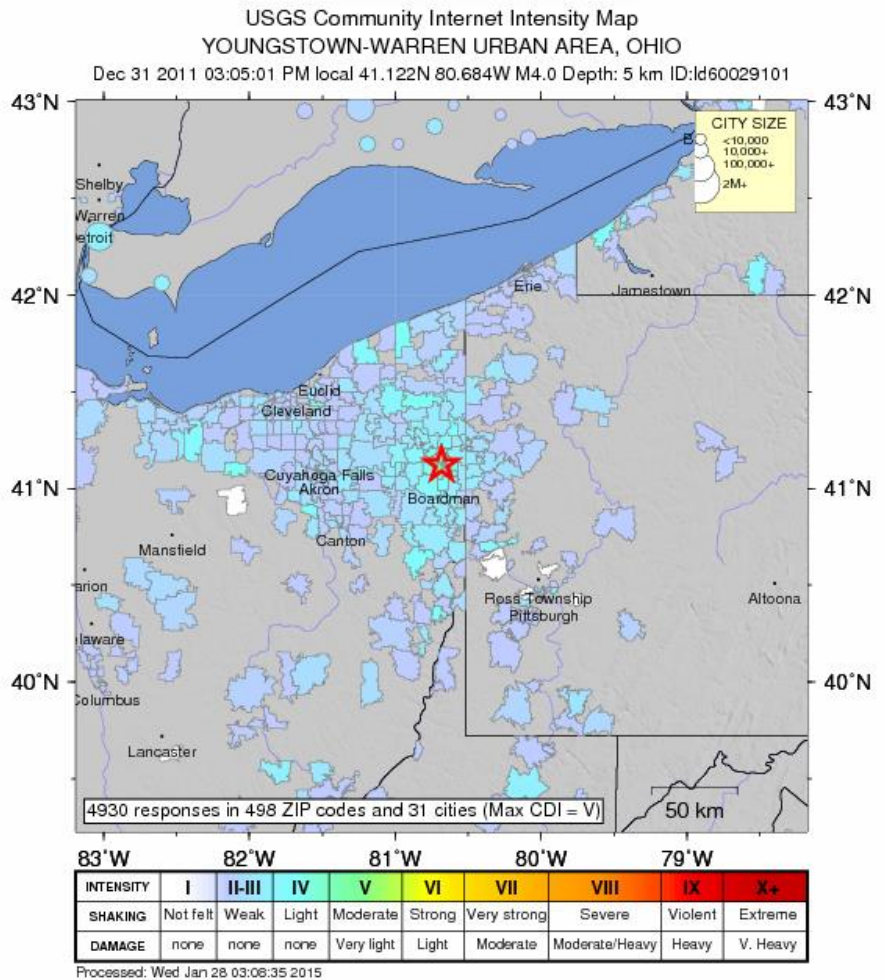 USGS Community Internet Intensity Map
YOUNGSTOWN-WARREN URBAN AREA, OHIO
Dec 31 2011 03:05:01 PM local 41.122N 80.684W M4.0 Depth: 5 km ID:ld60029101
43°N
43°N
CITY SIZE
<10,000
10,000+
100,000+
2M+
B
Shelby
Warren
etroit
42°N
Erie
Jamestown
42°N
Euclid
Cleveland
41°N
Cuyahoga Falls
Akron
Boardman
41°N
Canton
Mansfield
arion
Ross Township
Pittsburgh
Altoona
elaware
40°N
40°N
Columbus
Lancaster
4930 responses in 498 ZIP codes and 31 cities (Max CDI = V)
50 km
83°W 82°W 81°W 80°W 79°W
INTENSITY I II-III IV V VI VII VIII IX X+
SHAKING Not felt Weak Light Moderate Strong Very strong Severe Violent Extreme
DAMAGE none none none Very light Light Moderate Moderate/Heavy Heavy V. Heavy
Processed: Wed Jan 28 03:08:35 2015